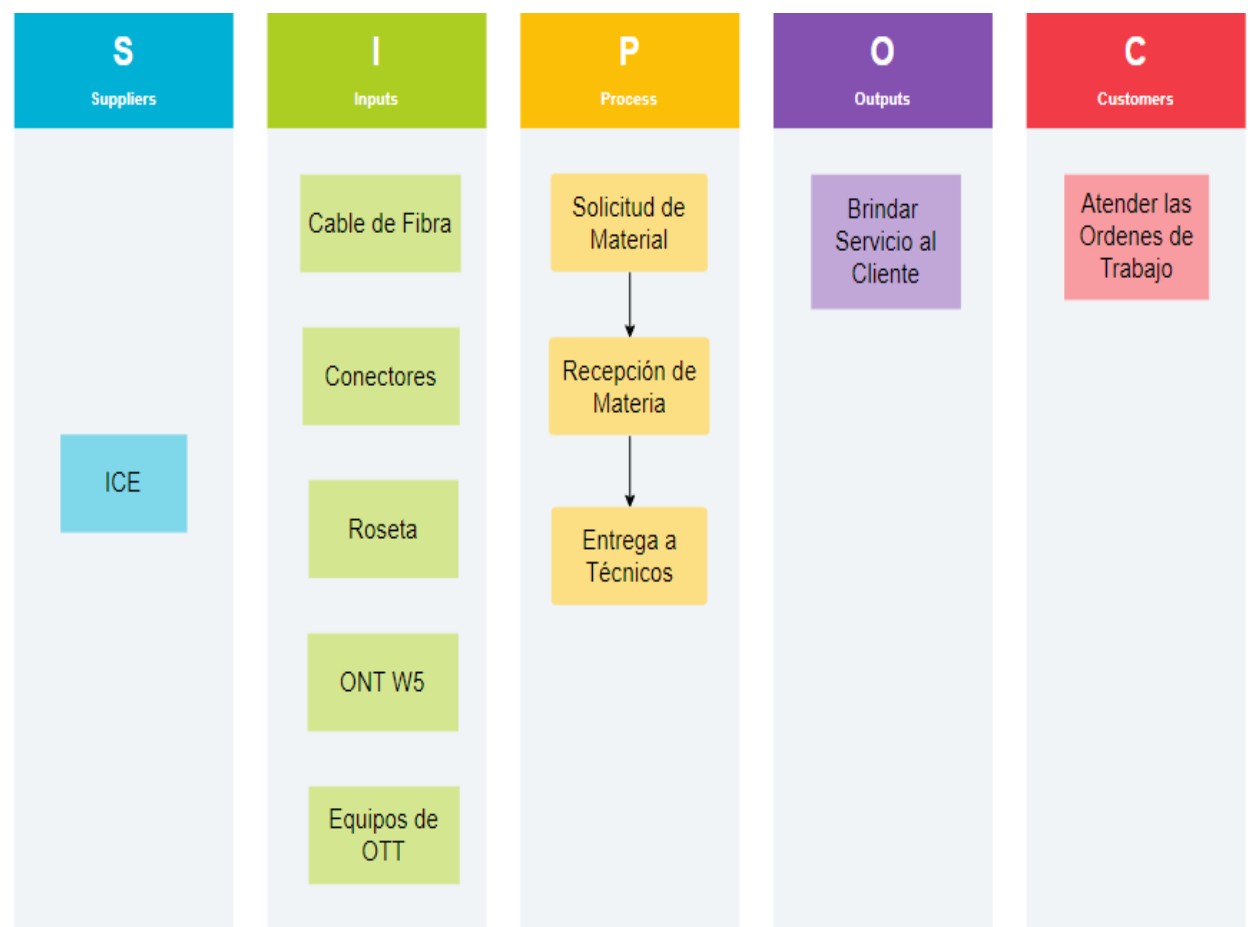 S
Suppliers
ICE
I
Inputs
Cable de Fibra
Conectores
Roseta
ONT W5
Equipos de
OTT
P
Process
Solicitud de
Material
Recepción de
Materia
Entrega a
Técnicos
O
Outputs
Brindar
Servicio al
Cliente
C
Customers
Atender las
Ordenes de
Trabajo